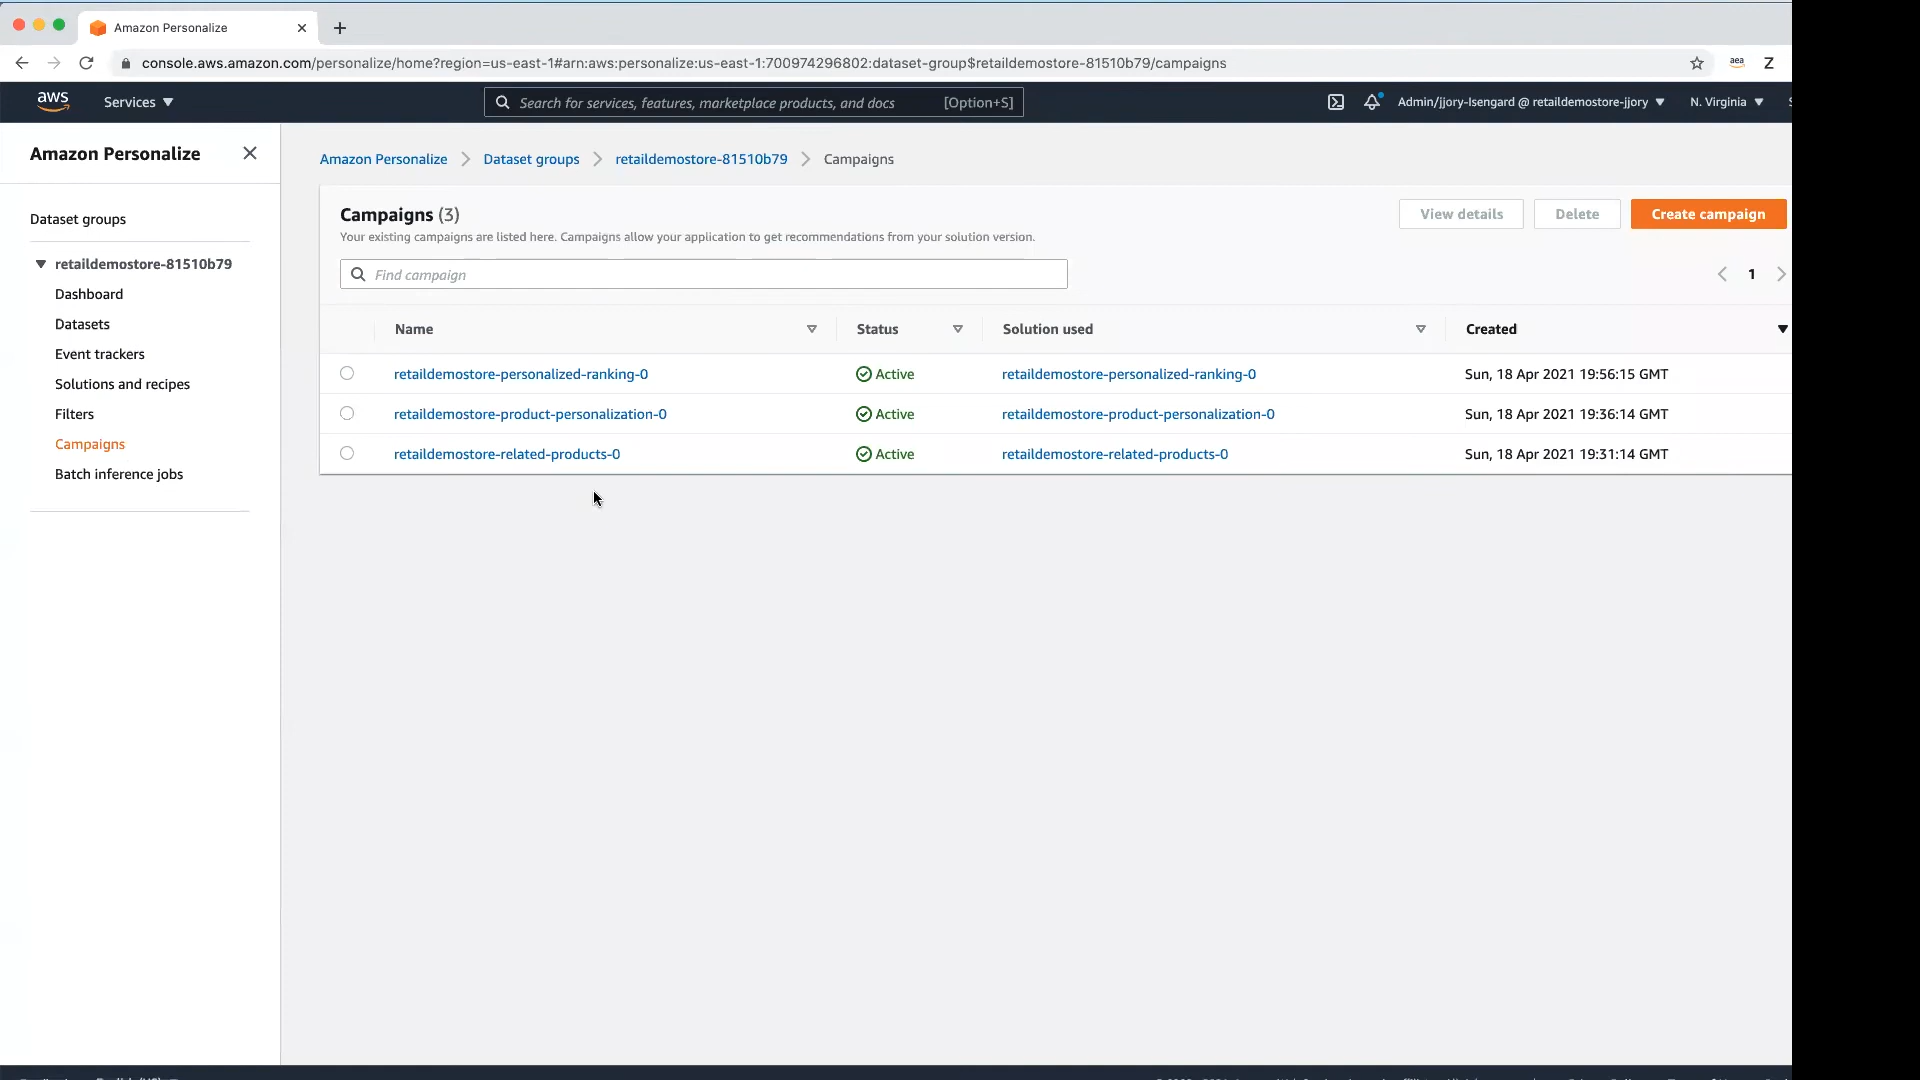 Amazon Personalize
console.aws.amazon.com/personalize/home?region=us-east-1#arn:aws:personalize:us-east-1:700974296802:dataset-group$retaildemostore-81510b79/campaigns
aea Z
aws Services Search for services, features, marketplace products, and docs [Option+S] Admin/jjory-Isengard @ retaildemostore-jjory N. Virginia
Amazon Personalize
Dataset groups
retaildemostore-81510b79
Dashboard
Datasets
Event trackers
Solutions and recipes
Filters
Campaigns
Batch inference jobs
Amazon Personalize Dataset groups retaildemostore-81510b79 Campaigns
Campaigns (3)
Your existing campaigns are listed here. Campaigns allow your application to get recommendations from your solution version.
View details Delete Create campaign
Find campaign
1
Name Status Solution used Created
retaildemostore-personalized-ranking-0 Active retaildemostore-personalized-ranking-0 Sun, 18 Apr 2021 19:56:15 GMT
retaildemostore-product-personalization-0 Active retaildemostore-product-personalization-0 Sun, 18 Apr 2021 19:36:14 GMT
retaildemostore-related-products-0 Active retaildemostore-related-products-0 Sun, 18 Apr 2021 19:31:14 GMT